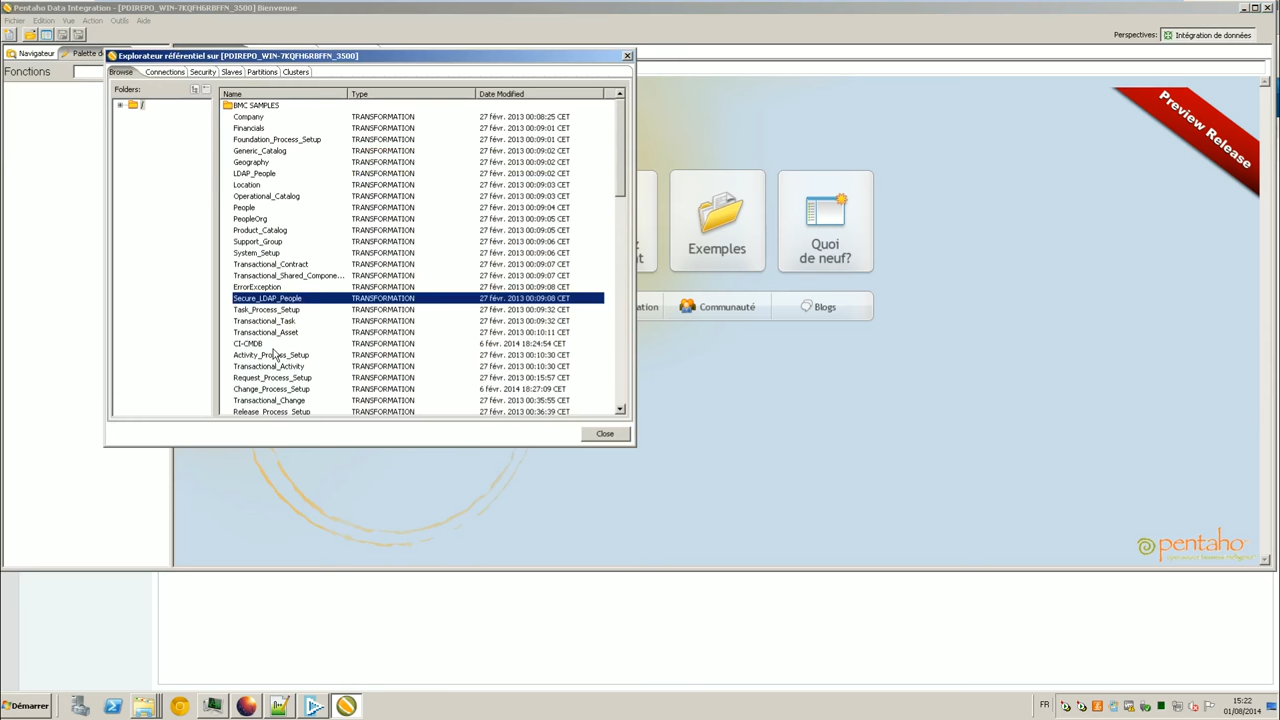 Pentaho Data Integration - [PDIREPO_WIN-7KQFH6RBFFN_3500] Bienvenue
Fichier Edition Vue Action Outils Aide
Perspectives: Intégration de données
Navigateur Palette de
Fonctions
Explorateur référentiel sur [PDIREPO_WIN-7KQFH6RBFFN_3500]
Browse Connections Security Slaves Partitions Clusters
Folders:
/
Name Type Date Modified
BMC SAMPLES
Company TRANSFORMATION 27 févr. 2013 00:08:25 CET
Financials TRANSFORMATION 27 févr. 2013 00:09:01 CET
Foundation_Process_Setup TRANSFORMATION 27 févr. 2013 00:09:01 CET
Generic_Catalog TRANSFORMATION 27 févr. 2013 00:09:02 CET
Geography TRANSFORMATION 27 févr. 2013 00:09:02 CET
LDAP_People TRANSFORMATION 27 févr. 2013 00:09:02 CET
Location TRANSFORMATION 27 févr. 2013 00:09:03 CET
Operational_Catalog TRANSFORMATION 27 févr. 2013 00:09:03 CET
People TRANSFORMATION 27 févr. 2013 00:09:04 CET
PeopleOrg TRANSFORMATION 27 févr. 2013 00:09:05 CET
Product_Catalog TRANSFORMATION 27 févr. 2013 00:09:05 CET
Support_Group TRANSFORMATION 27 févr. 2013 00:09:06 CET
System_Setup TRANSFORMATION 27 févr. 2013 00:09:06 CET
Transactional_Contract TRANSFORMATION 27 févr. 2013 00:09:07 CET
Transactional_Shared_Compone... TRANSFORMATION 27 févr. 2013 00:09:07 CET
ErrorException TRANSFORMATION 27 févr. 2013 00:09:08 CET
Secure_LDAP_People TRANSFORMATION 27 févr. 2013 00:09:08 CET
Task_Process_Setup TRANSFORMATION 27 févr. 2013 00:09:32 CET
Transactional_Task TRANSFORMATION 27 févr. 2013 00:09:32 CET
Transactional_Asset TRANSFORMATION 27 févr. 2013 00:10:11 CET
CI-CMDB TRANSFORMATION 6 févr. 2014 18:24:54 CET
Activity_Process_Setup TRANSFORMATION 27 févr. 2013 00:10:30 CET
Transactional_Activity TRANSFORMATION 27 févr. 2013 00:10:30 CET
Request_Process_Setup TRANSFORMATION 27 févr. 2013 00:15:57 CET
Change_Process_Setup TRANSFORMATION 6 févr. 2014 18:27:09 CET
Transactional_Change TRANSFORMATION 27 févr. 2013 00:35:55 CET
Release_Process_Setup TRANSFORMATION 27 févr. 2013 00:36:39 CET
Close
Preview Release
Exemples
Quoi
de neuf?
nt
ation Communauté Blogs
pentaho
Démarrer
FR
15:22
01/08/2014